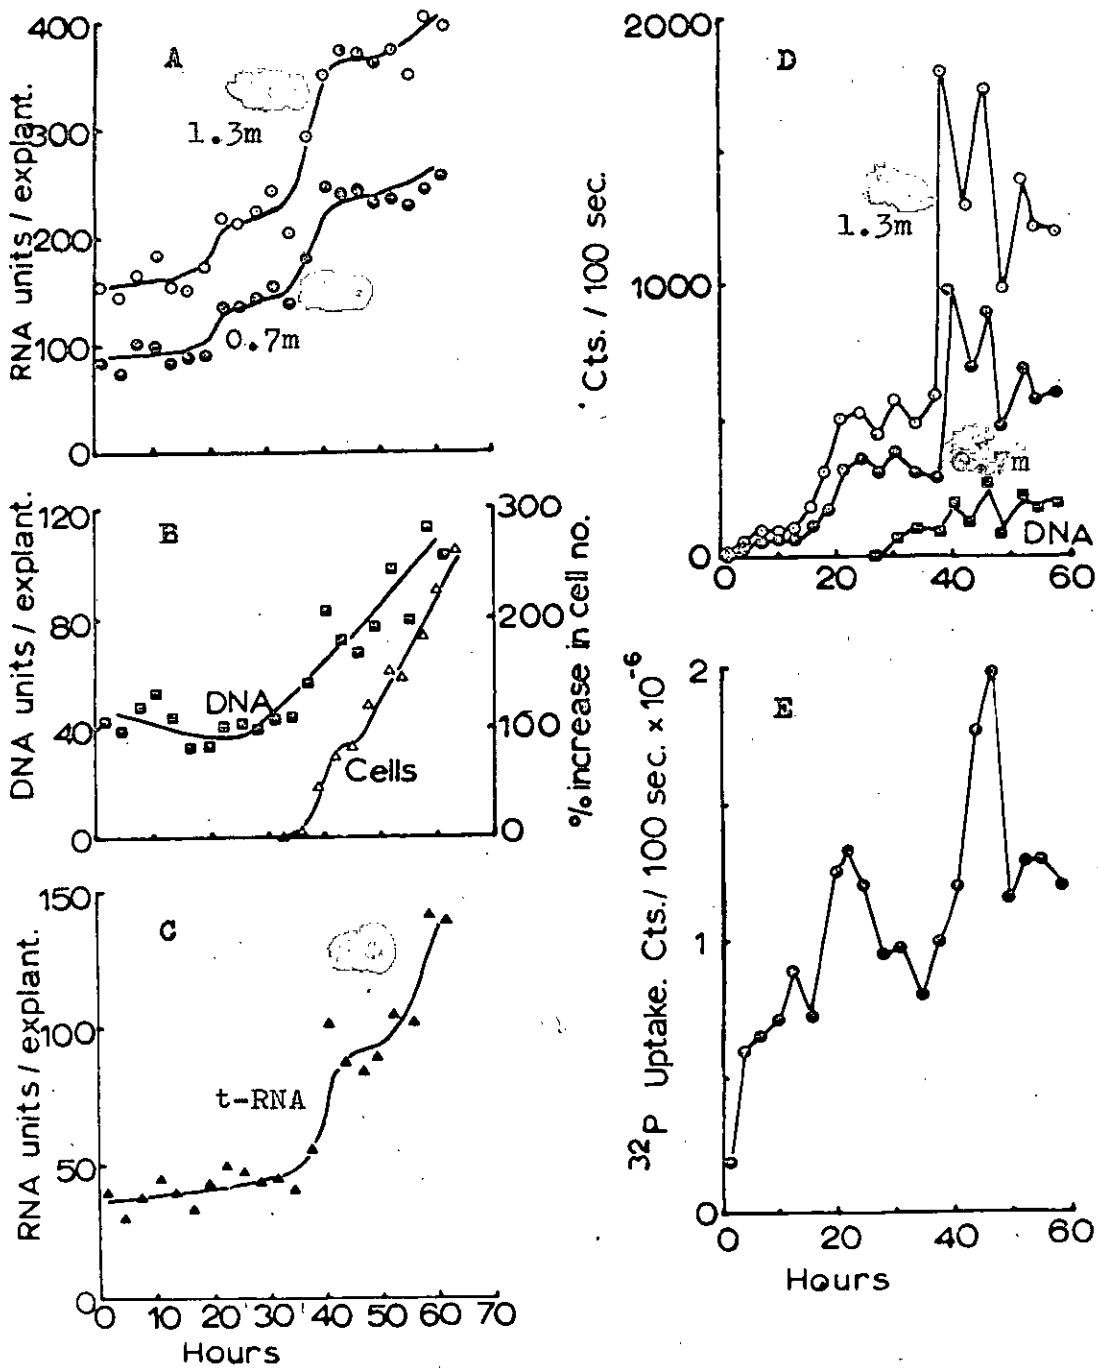 A
RNA units / explant.
400
300
200
100
0
1.3m
0.7m
B
DNA units / explant.
120
80
40
0
DNA
Cells
300
200
100
0
% increase in cell no.
C
RNA units / explant.
150
100
50
0
t-RNA
0 10 20 30 40 50 60 70
Hours
D
Cts. / 100 sec.
2000
1000
0
1.3m
7m
DNA
0 20 40 60
E
32P Uptake. Cts./ 100 sec. x 10-6
2
1
0
0 20 40 60
Hours